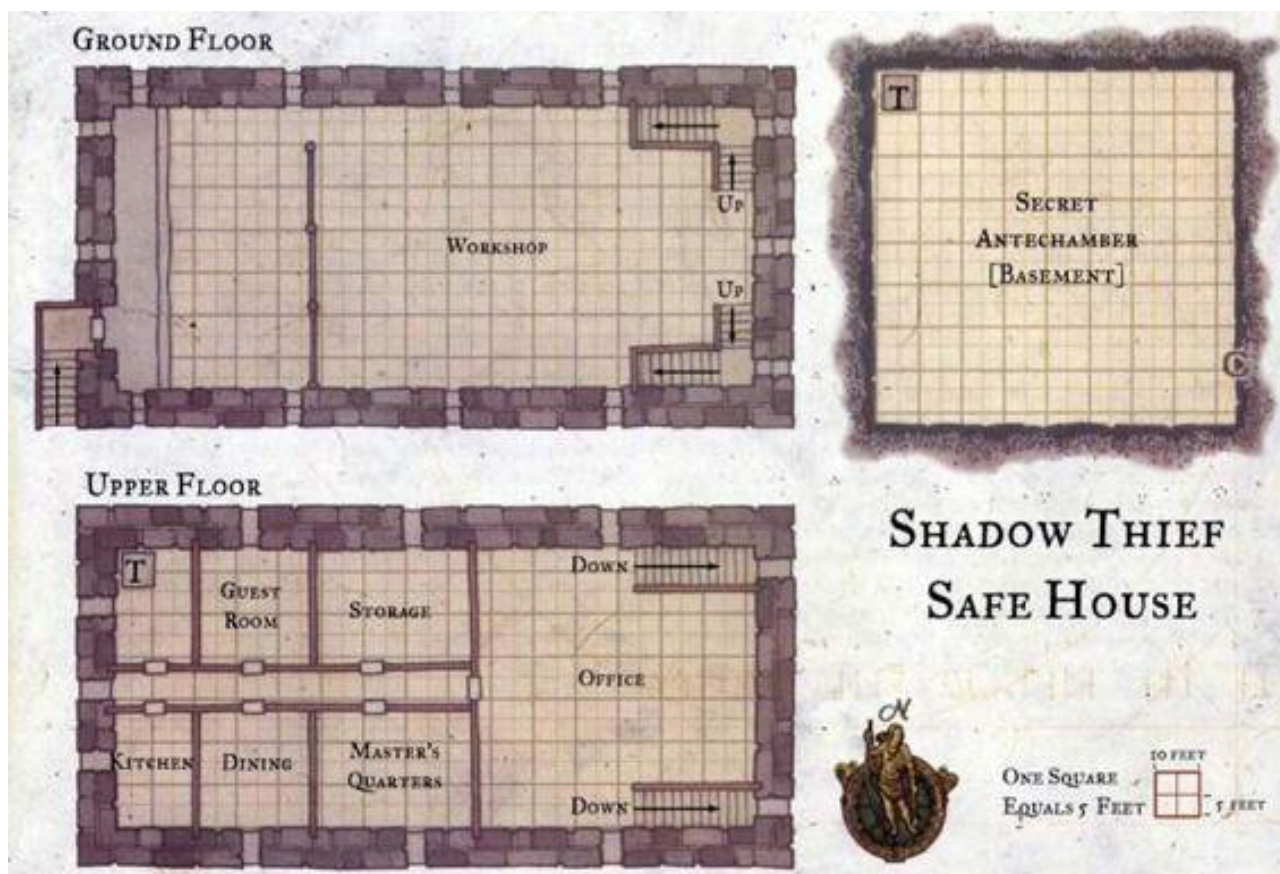 Ground Floor
Workshop
Up
Up
T
Secret
Antechamber
[Basement]
C
Upper Floor
T
Guest
Room
Storage
Down
Office
Kitchen
Dining
Master's
Quarters
Down
Shadow Thief
Safe House
N
10 feet
One Square
Equals 5 Feet
5 feet